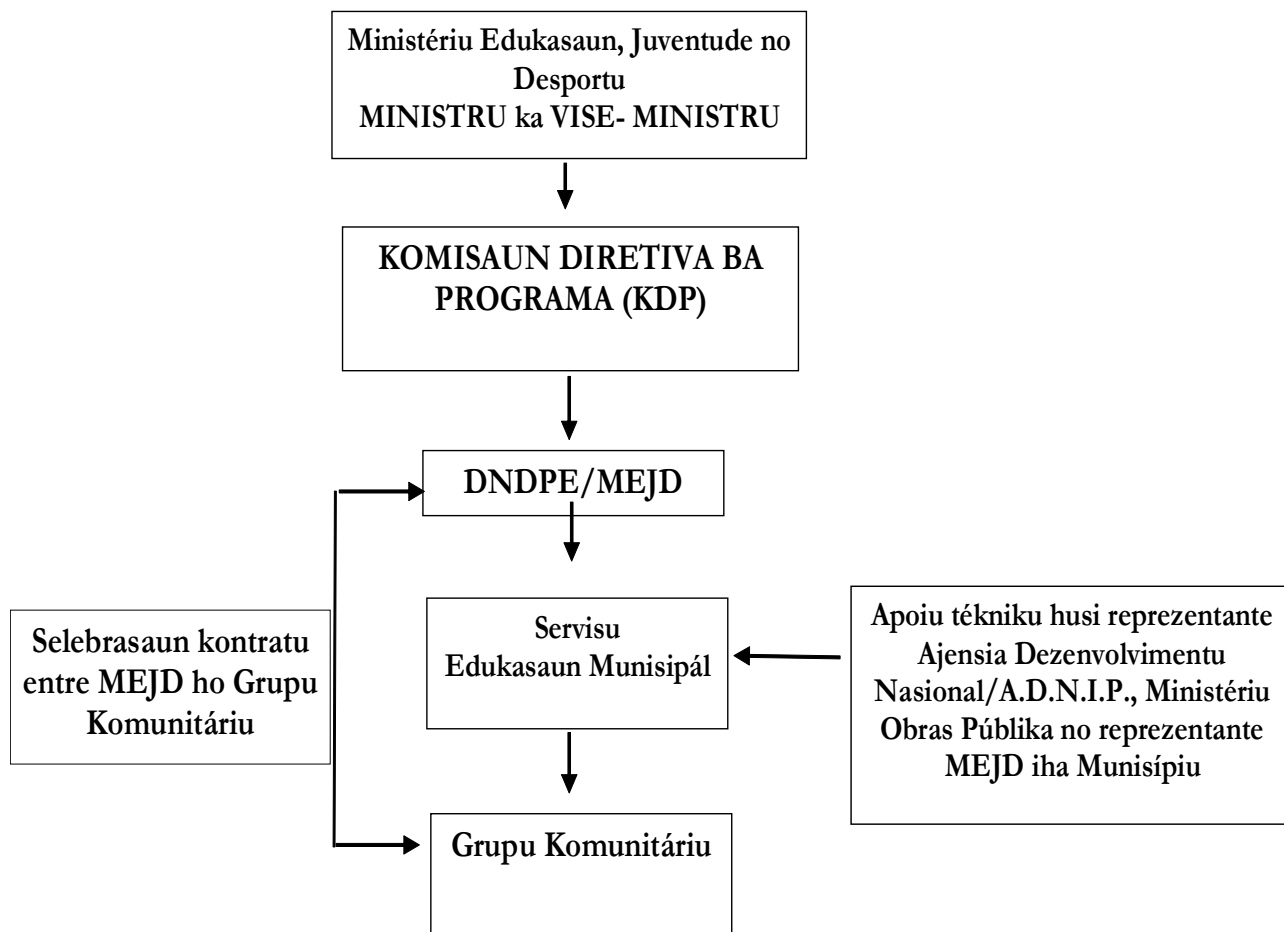 Ministériu Edukasaun, Juventude no
Desportu
MINISTRU ka VISE- MINISTRU
KOMISAUN DIRETIVA BA
PROGRAMA (KDP)
DNDPE/MEJD
Selebrasaun kontratu
entre MEJD ho Grupu
Komunitáriu
Servisu
Edukasaun Munisipál
Apoiu tékniku husi reprezentante
Ajensia Dezenvolvimentu
Nasional/A.D.N.I.P., Ministériu
Obras Públika no reprezentante
MEJD iha Munisípiu
Grupu Komunitáriu